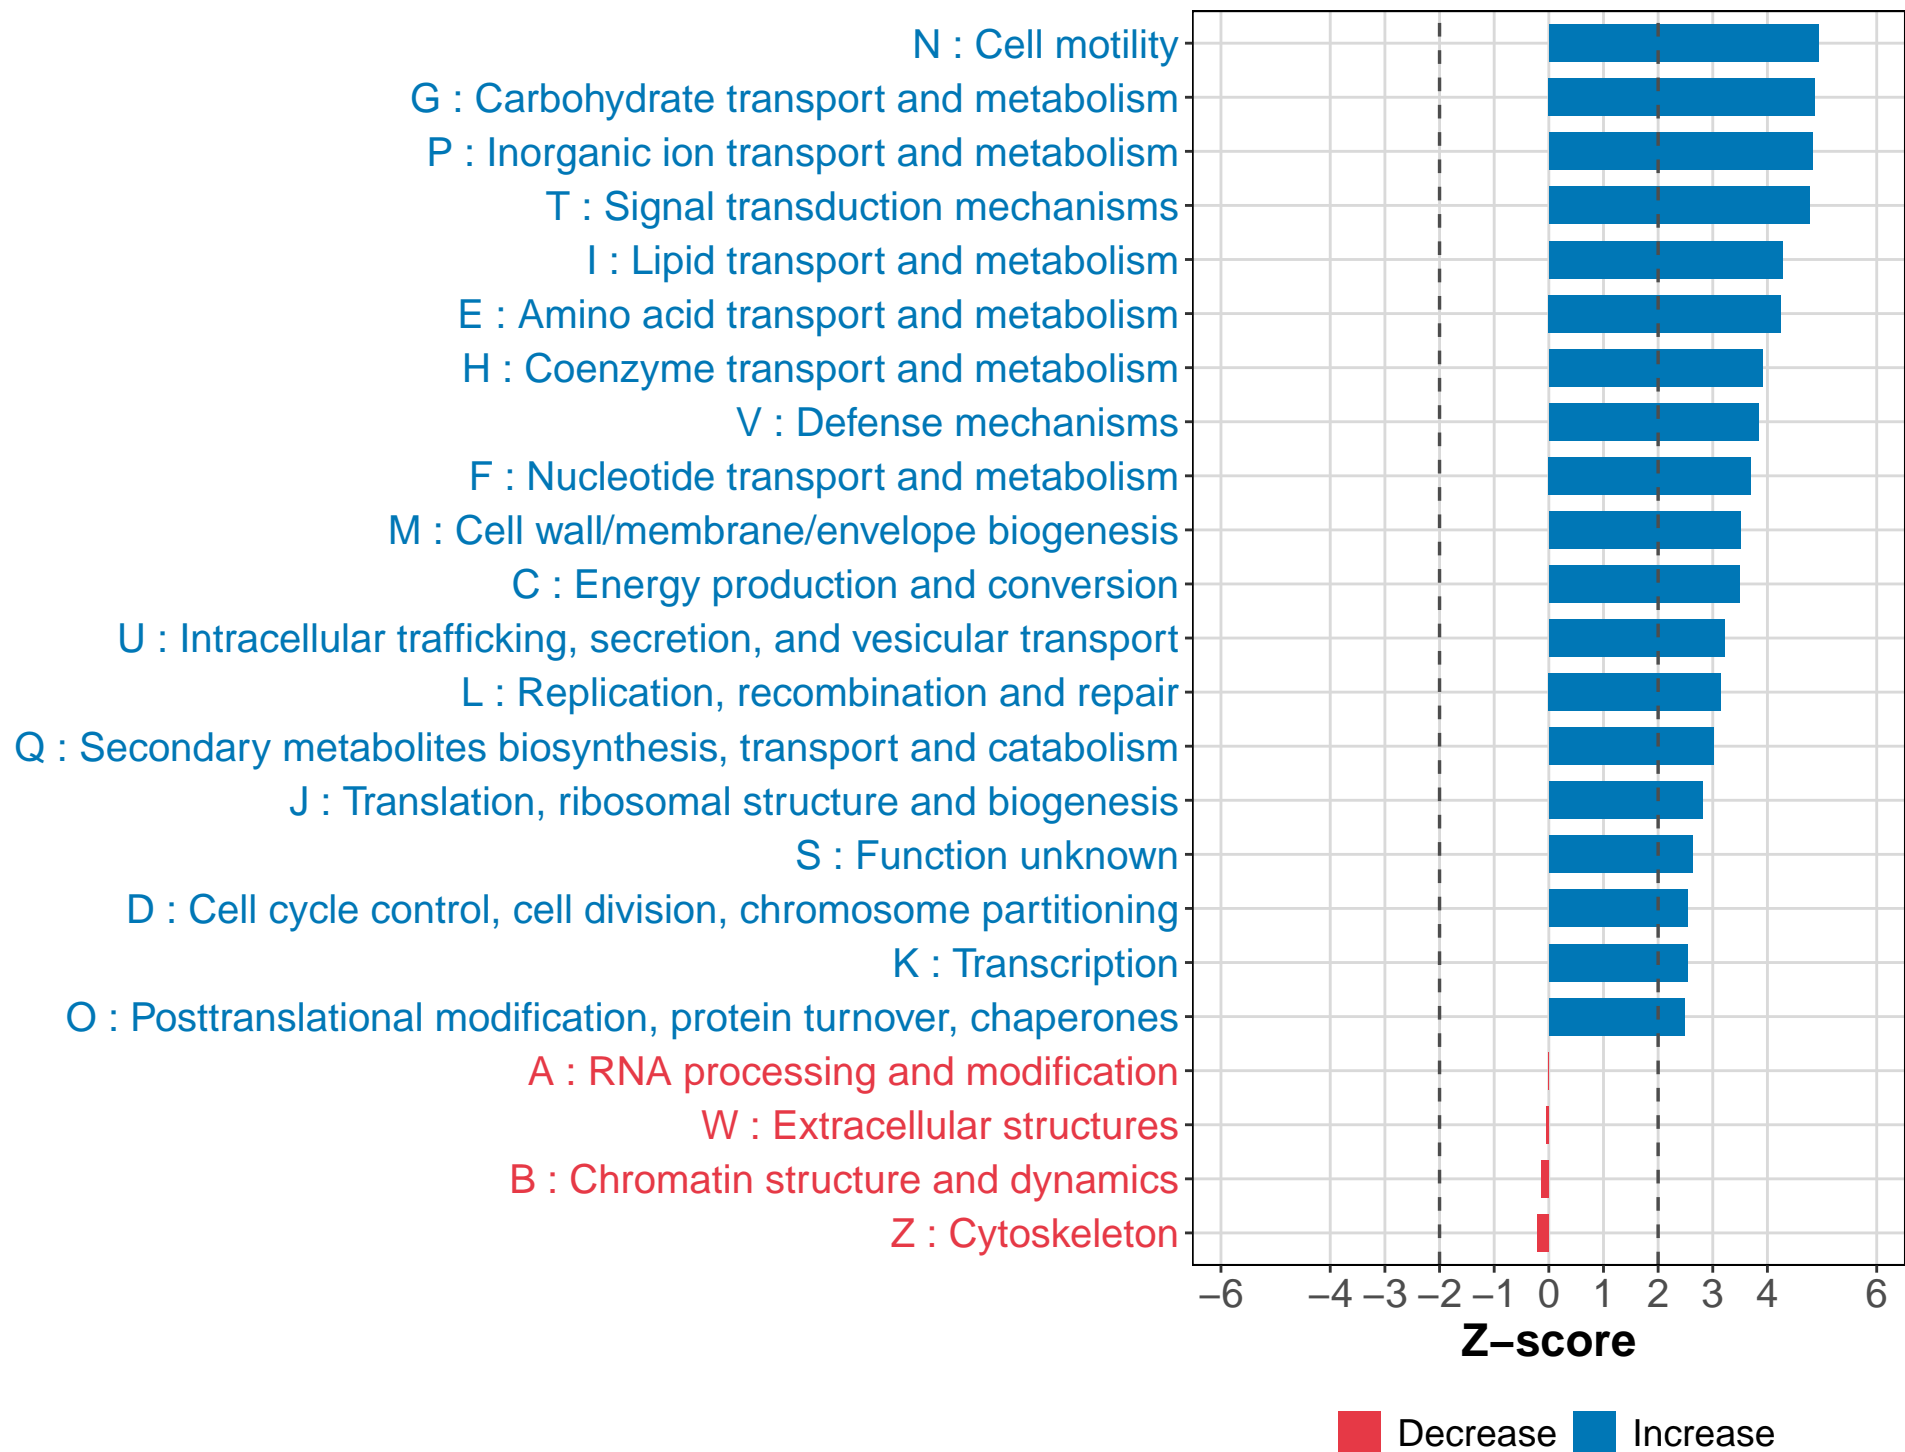 N : Cell motility
G : Carbohydrate transport and metabolism
P : Inorganic ion transport and metabolism
T : Signal transduction mechanisms
I : Lipid transport and metabolism
E : Amino acid transport and metabolism
H : Coenzyme transport and metabolism
V : Defense mechanisms
F : Nucleotide transport and metabolism
M : Cell wall/membrane/envelope biogenesis
C : Energy production and conversion
U : Intracellular trafficking, secretion, and vesicular transport
L : Replication, recombination and repair
Q : Secondary metabolites biosynthesis, transport and catabolism
J : Translation, ribosomal structure and biogenesis
S : Function unknown
D : Cell cycle control, cell division, chromosome partitioning
K : Transcription
O : Posttranslational modification, protein turnover, chaperones
A : RNA processing and modification
W : Extracellular structures
B : Chromatin structure and dynamics
Z : Cytoskeleton
−6 −4 −3 −2 −1 0 1 2 3 4 6
Z−score
Decrease Increase